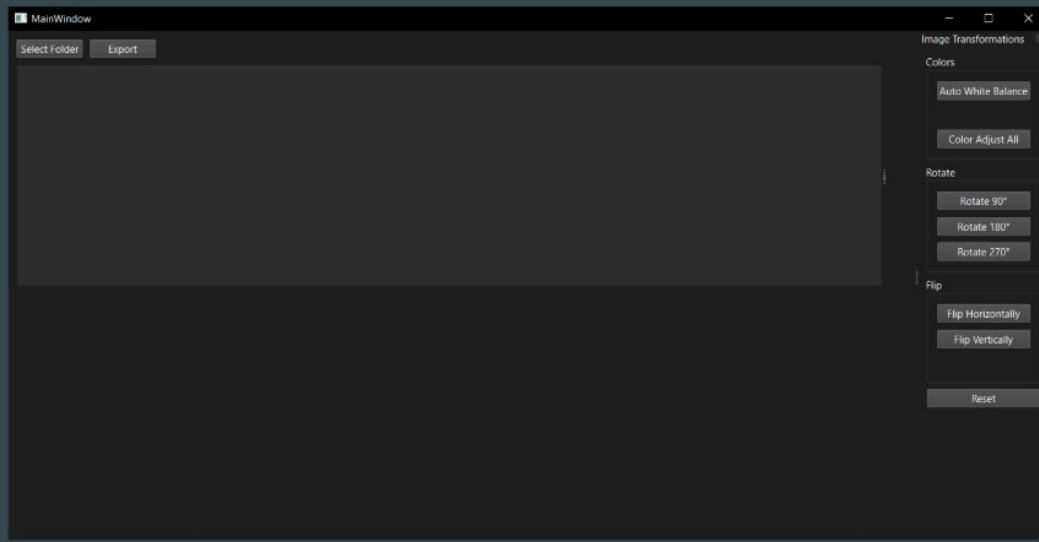 MainWindow
Select Folder Export
Image Transformations
Colors
Auto White Balance
Color Adjust All
Rotate
Rotate 90°
Rotate 180°
Rotate 270°
Flip
Flip Horizontally
Flip Vertically
Reset